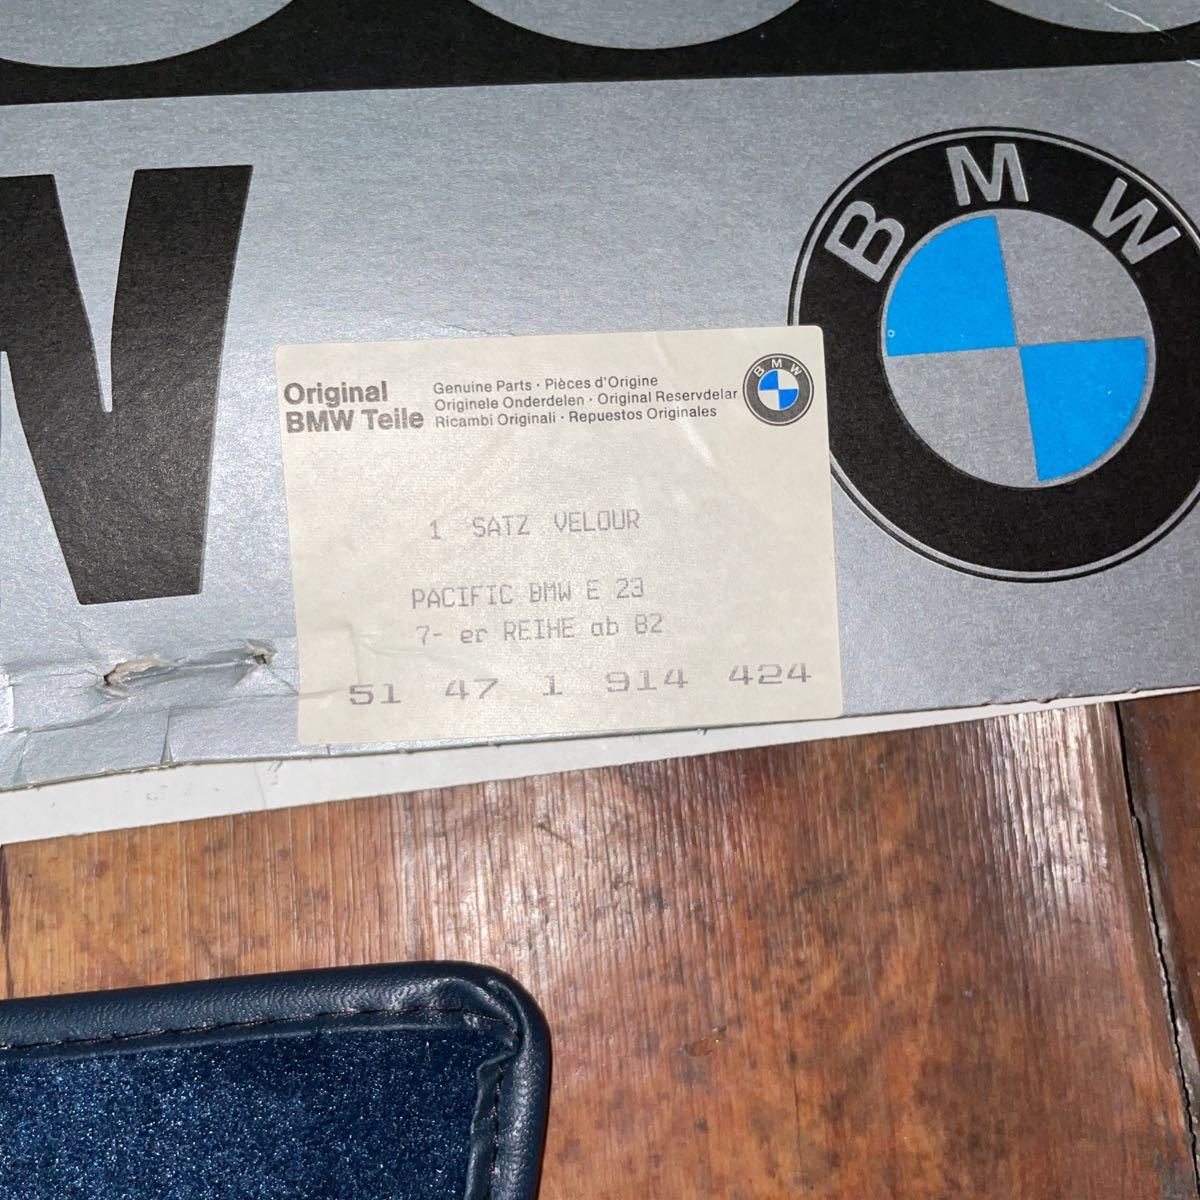 W
BMW
Original
BMW Teile
Genuine Parts · Pièces d'Origine
Originele Onderdelen · Original Reservdelar
Ricambi Originali · Repuestos Originales
BMW
1 SATZ VELOUR
PACIFIC BMW E 23
7- er REIHE ab 82
51 47 1 914 424